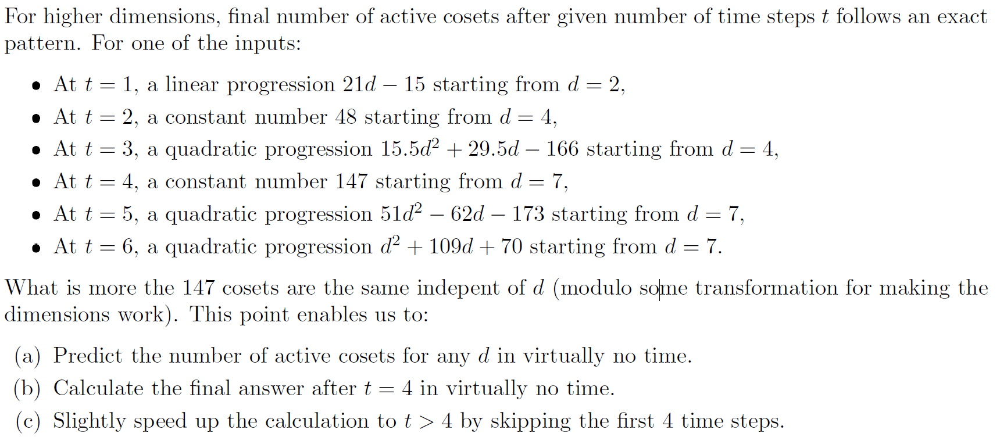 For higher dimensions, final number of active cosets after given number of time steps t follows an exact
pattern. For one of the inputs:
• At t = 1, a linear progression 21d − 15 starting from d = 2,
• At t = 2, a constant number 48 starting from d = 4,
• At t = 3, a quadratic progression 15.5d² + 29.5d − 166 starting from d = 4,
• At t = 4, a constant number 147 starting from d = 7,
• At t = 5, a quadratic progression 51d² − 62d − 173 starting from d = 7,
• At t = 6, a quadratic progression d² + 109d + 70 starting from d = 7.
What is more the 147 cosets are the same indepent of d (modulo some transformation for making the
dimensions work). This point enables us to:
(a) Predict the number of active cosets for any d in virtually no time.
(b) Calculate the final answer after t = 4 in virtually no time.
(c) Slightly speed up the calculation to t > 4 by skipping the first 4 time steps.